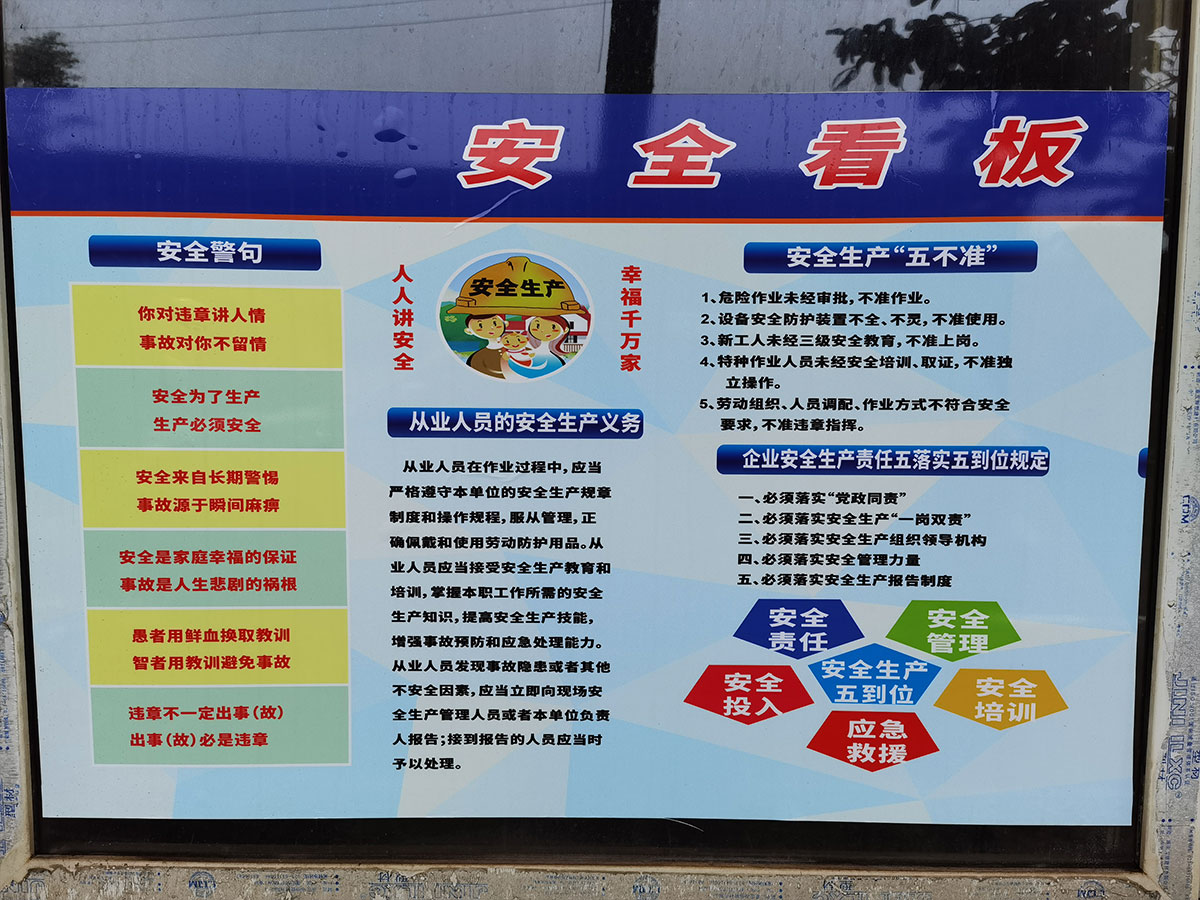 安全看板
安全警句
你对违章讲人情
事故对你不留情
安全为了生产
生产必须安全
安全来自长期警惕
事故源于瞬间麻痹
安全是家庭幸福的保证
事故是人生悲剧的祸根
愚者用鲜血换取教训
智者用教训避免事故
违章不一定出事(故)
出事(故)必是违章
人人讲安全
安全生产
幸福千万家
从业人员的安全生产义务
从业人员在作业过程中,应当
严格遵守本单位的安全生产规章
制度和操作规程,服从管理,正
确佩戴和使用劳动防护用品。从
业人员应当接受安全生产教育和
培训,掌握本职工作所需的安全
生产知识,提高安全生产技能,
增强事故预防和应急处理能力。
从业人员发现事故隐患或者其他
不安全因素,应当立即向现场安
全生产管理人员或者本单位负责
人报告;接到报告的人员应当时
予以处理。
安全生产“五不准”
1、危险作业未经审批,不准作业。
2、设备安全防护装置不全、不灵,不准使用。
3、新工人未经三级安全教育,不准上岗。
4、特种作业人员未经安全培训、取证,不准独
立操作。
5、劳动组织、人员调配、作业方式不符合安全
要求,不准违章指挥。
企业安全生产责任五落实五到位规定
一、必须落实“党政同责”
二、必须落实安全生产“一岗双责”
三、必须落实安全生产组织领导机构
四、必须落实安全管理力量
五、必须落实安全生产报告制度
安全
责任
安全
管理
安全
投入
安全生产
五到位
安全
培训
应急
救援